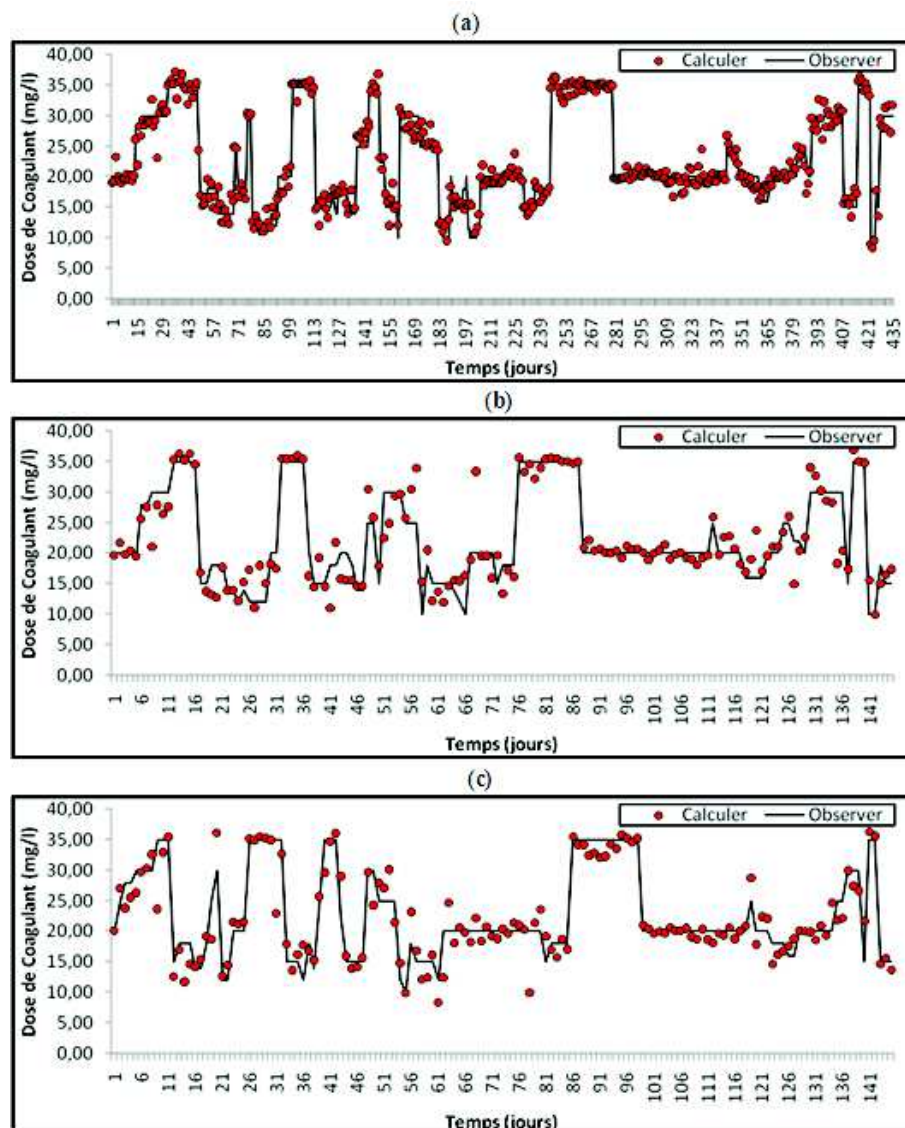 (a)
Dose de Coagulant (mg/l)
40,00
35,00
30,00
25,00
20,00
15,00
10,00
5,00
0,00
Calculer Observer
1 15 29 43 57 71 85 99 113 127 141 155 169 183 197 211 225 239 253 267 281 295 309 323 337 351 365 379 393 407 421 435
Temps (jours)
(b)
Dose de Coagulant (mg/l)
40,00
35,00
30,00
25,00
20,00
15,00
10,00
5,00
0,00
Calculer Observer
1 6 11 16 21 26 31 36 41 46 51 56 61 66 71 76 81 86 91 96 101 106 111 116 121 126 131 136 141
Temps (jours)
(c)
Dose de Coagulant (mg/l)
40,00
35,00
30,00
25,00
20,00
15,00
10,00
5,00
0,00
Calculer Observer
1 6 11 16 21 26 31 36 41 46 51 56 61 66 71 76 81 86 91 96 101 106 111 116 121 126 131 136 141
Temps (jours)